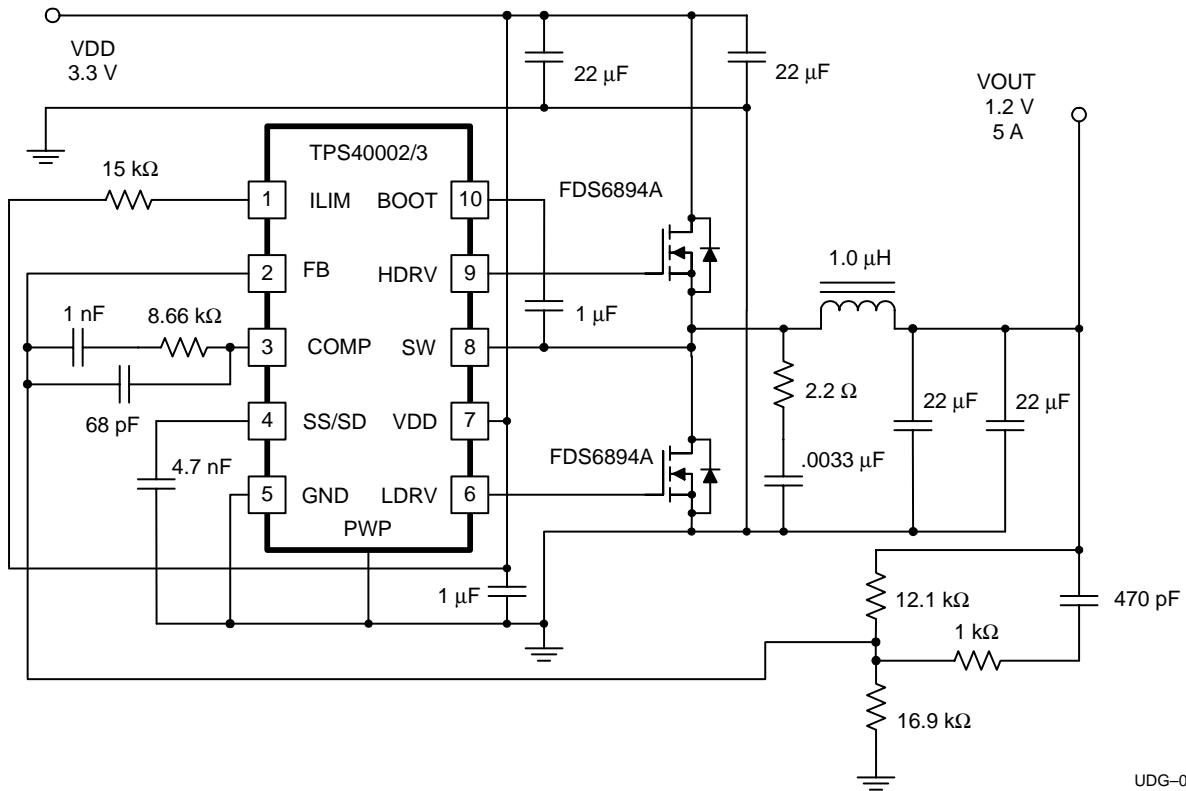 VDD
3.3 V
22 μF
22 μF
VOUT
1.2 V
5 A
TPS40002/3
15 kΩ
1
ILIM
BOOT
10
FDS6894A
2
FB
HDRV
9
1.0 μH
1 nF
8.66 kΩ
1 μF
3
COMP
SW
8
2.2 Ω
68 pF
22 μF
22 μF
4
SS/SD
VDD
7
4.7 nF
FDS6894A
.0033 μF
5
GND
LDRV
6
PWP
1 μF
12.1 kΩ
470 pF
1 kΩ
16.9 kΩ
UDG–0